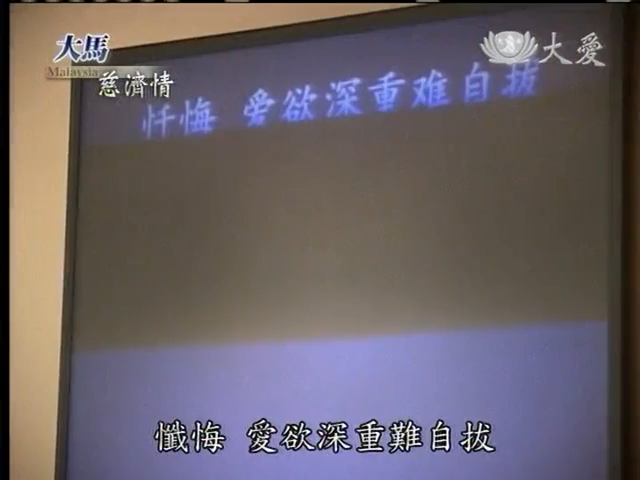 大馬
Malaysia
慈濟情
大愛
忏悔 爱欲深重难自拔
懺悔 愛欲深重難自拔